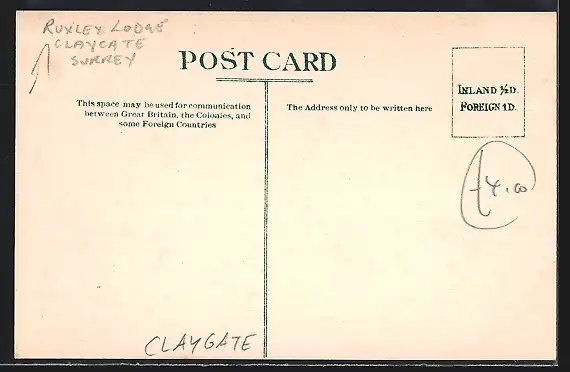 RUXLEY LODGE
CLAYGATE
SURREY
POST CARD
This space may be used for communication
between Great Britain, the Colonies, and
some Foreign Countries
The Address only to be written here
INLAND ½D.
FOREIGN 1D.
£4.00
CLAYGATE